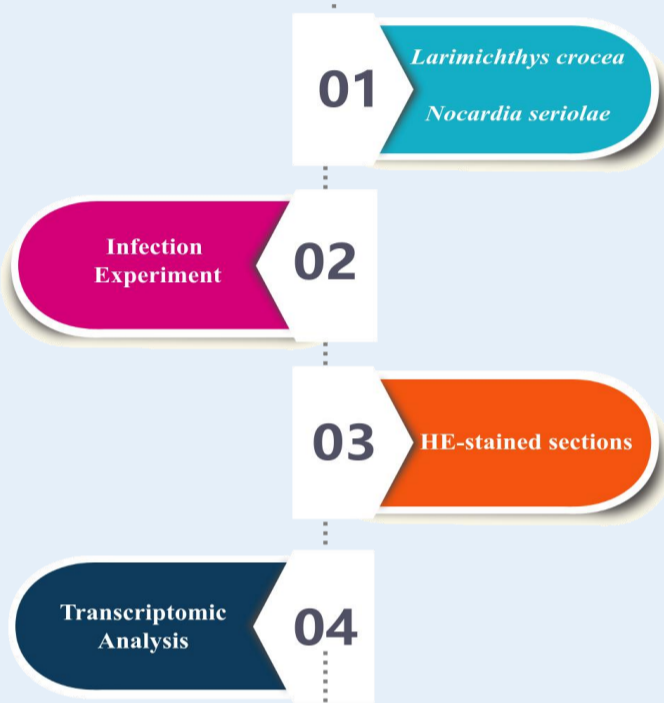 01
Larimichthys crocea
Nocardia seriolae
Infection
Experiment
02
03
HE-stained sections
Transcriptomic
Analysis
04